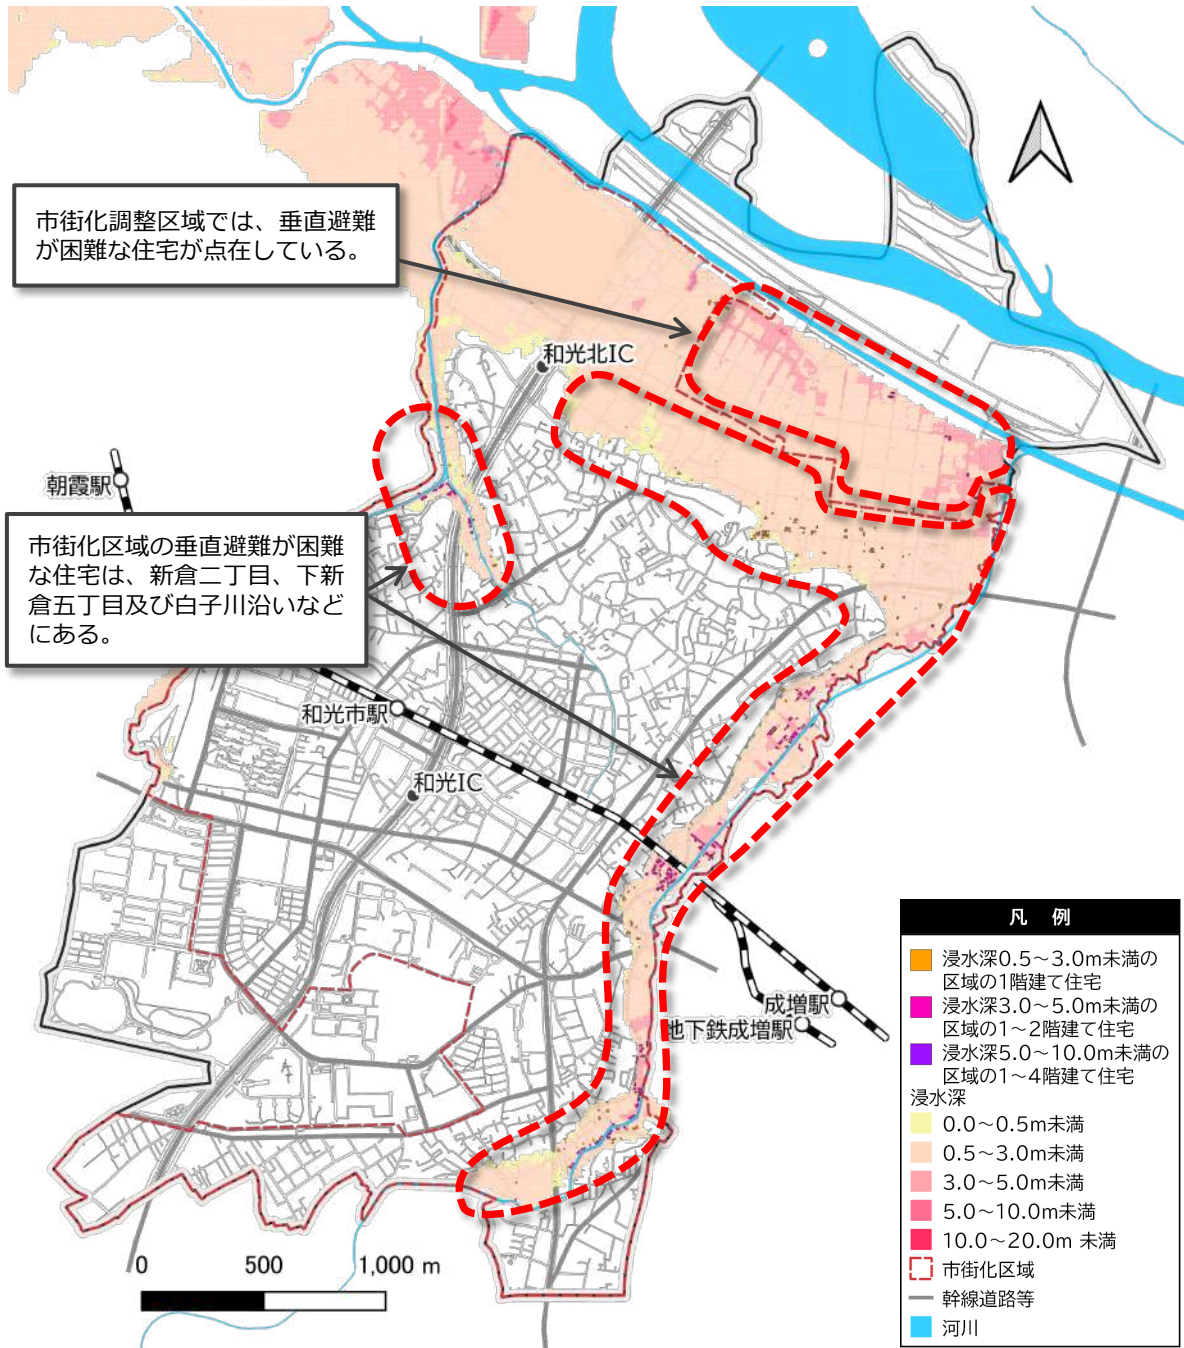 市街化調整区域では、垂直避難
が困難な住宅が点在している。
和光北IC
朝霞駅
市街化区域の垂直避難が困難
な住宅は、新倉二丁目、下新
倉五丁目及び白子川沿いなど
にある。
和光市駅
和光IC
成増駅
地下鉄成増駅
0 500 1,000 m
凡 例
浸水深0.5~3.0m未満の
区域の1階建て住宅
浸水深3.0~5.0m未満の
区域の1~2階建て住宅
浸水深5.0~10.0m未満の
区域の1~4階建て住宅
浸水深
0.0~0.5m未満
0.5~3.0m未満
3.0~5.0m未満
5.0~10.0m未満
10.0~20.0m 未満
市街化区域
幹線道路等
河川